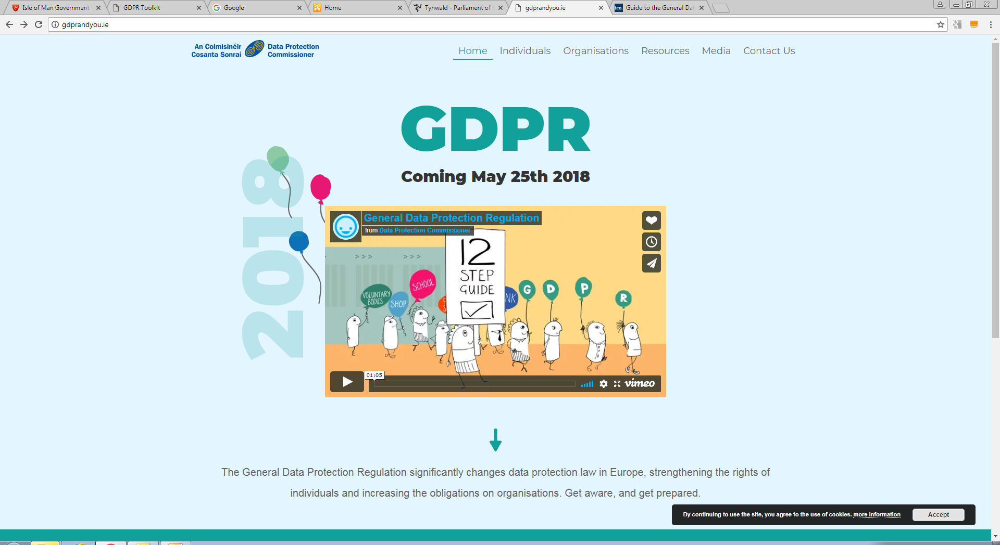 Isle of Man Government
GDPR Toolkit
Google
Home
Tynwald - Parliament of
gdprandyou.ie
ico.
Guide to the General Dat
gdprandyou.ie
An Coimisinéir
Cosanta Sonraí
Data Protection
Commissioner
Home
Individuals
Organisations
Resources
Media
Contact Us
GDPR
Coming May 25th 2018
2018
General Data Protection Regulation
from Data Protection Commissioner
12
STEP
GUIDE
> > >
> > >
VOLUNTARY
BODIES
SHOP
SCHOOL
NK
G
D
P
R
01:05
vimeo
The General Data Protection Regulation significantly changes data protection law in Europe, strengthening the rights of
individuals and increasing the obligations on organisations. Get aware, and get prepared.
By continuing to use the site, you agree to the use of cookies. more information
Accept